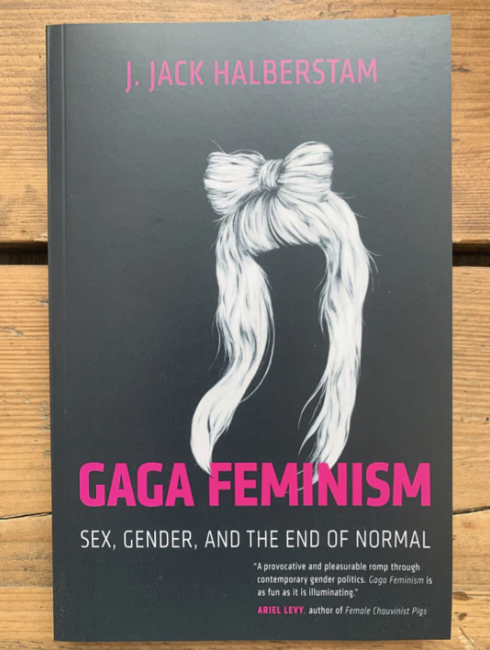 J. JACK HALBERSTAM
GAGA FEMINISM
SEX, GENDER, AND THE END OF NORMAL
"A provocative and pleasurable romp through
contemporary gender politics. Gaga Feminism is
as fun as it is illuminating."
ARIEL LEVY, author of Female Chauvinist Pigs